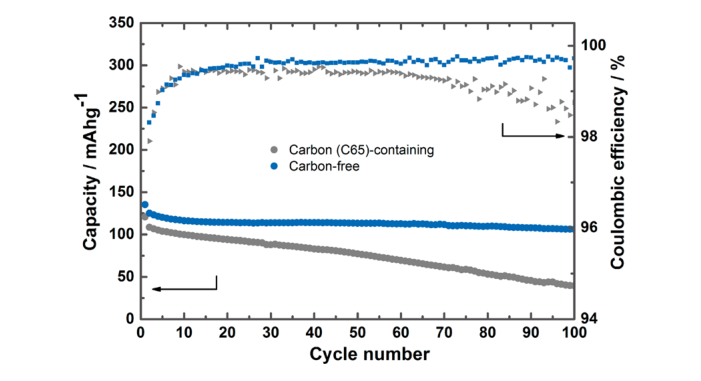 350
300
250
200
150
100
50
0
Capacity / mAhg-1
100
98
96
94
Coulombic efficiency / %
Carbon (C65)-containing
Carbon-free
0 10 20 30 40 50 60 70 80 90 100
Cycle number